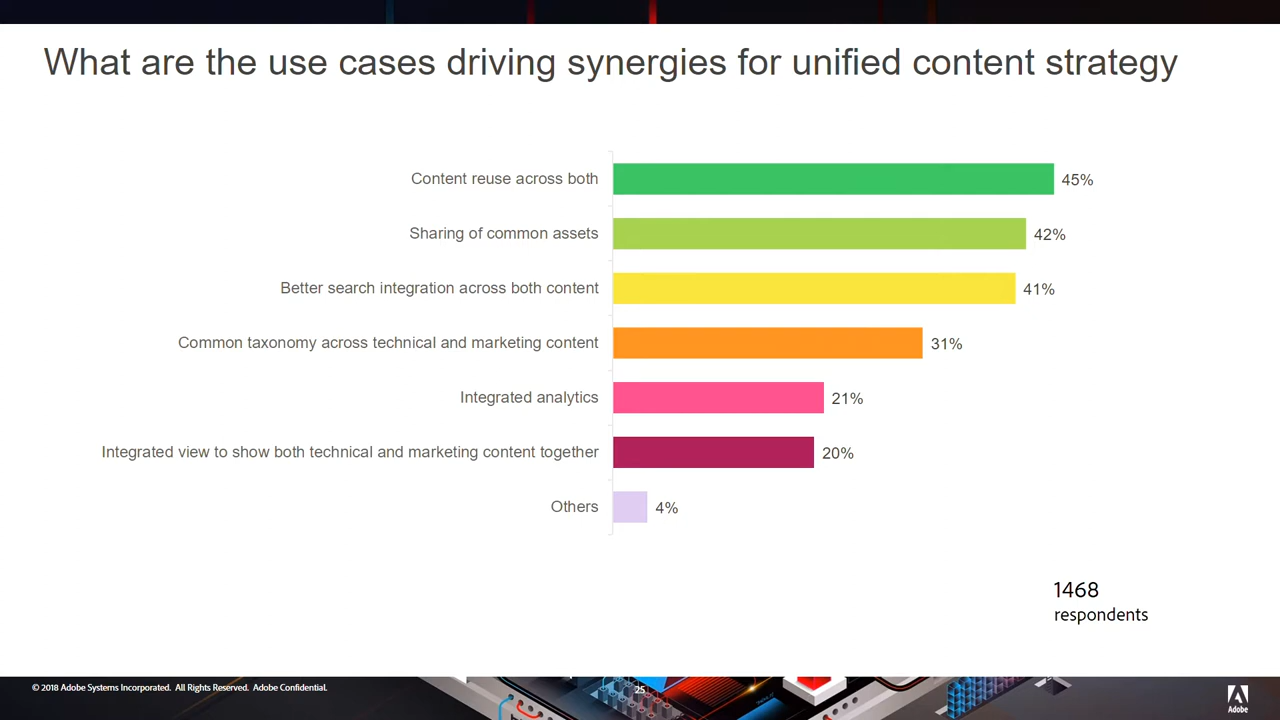 What are the use cases driving synergies for unified content strategy
Content reuse across both
45%
Sharing of common assets
42%
Better search integration across both content
41%
Common taxonomy across technical and marketing content
31%
Integrated analytics
21%
Integrated view to show both technical and marketing content together
20%
Others
4%
1468
respondents
© 2018 Adobe Systems Incorporated. All Rights Reserved. Adobe Confidential.
25
Adobe